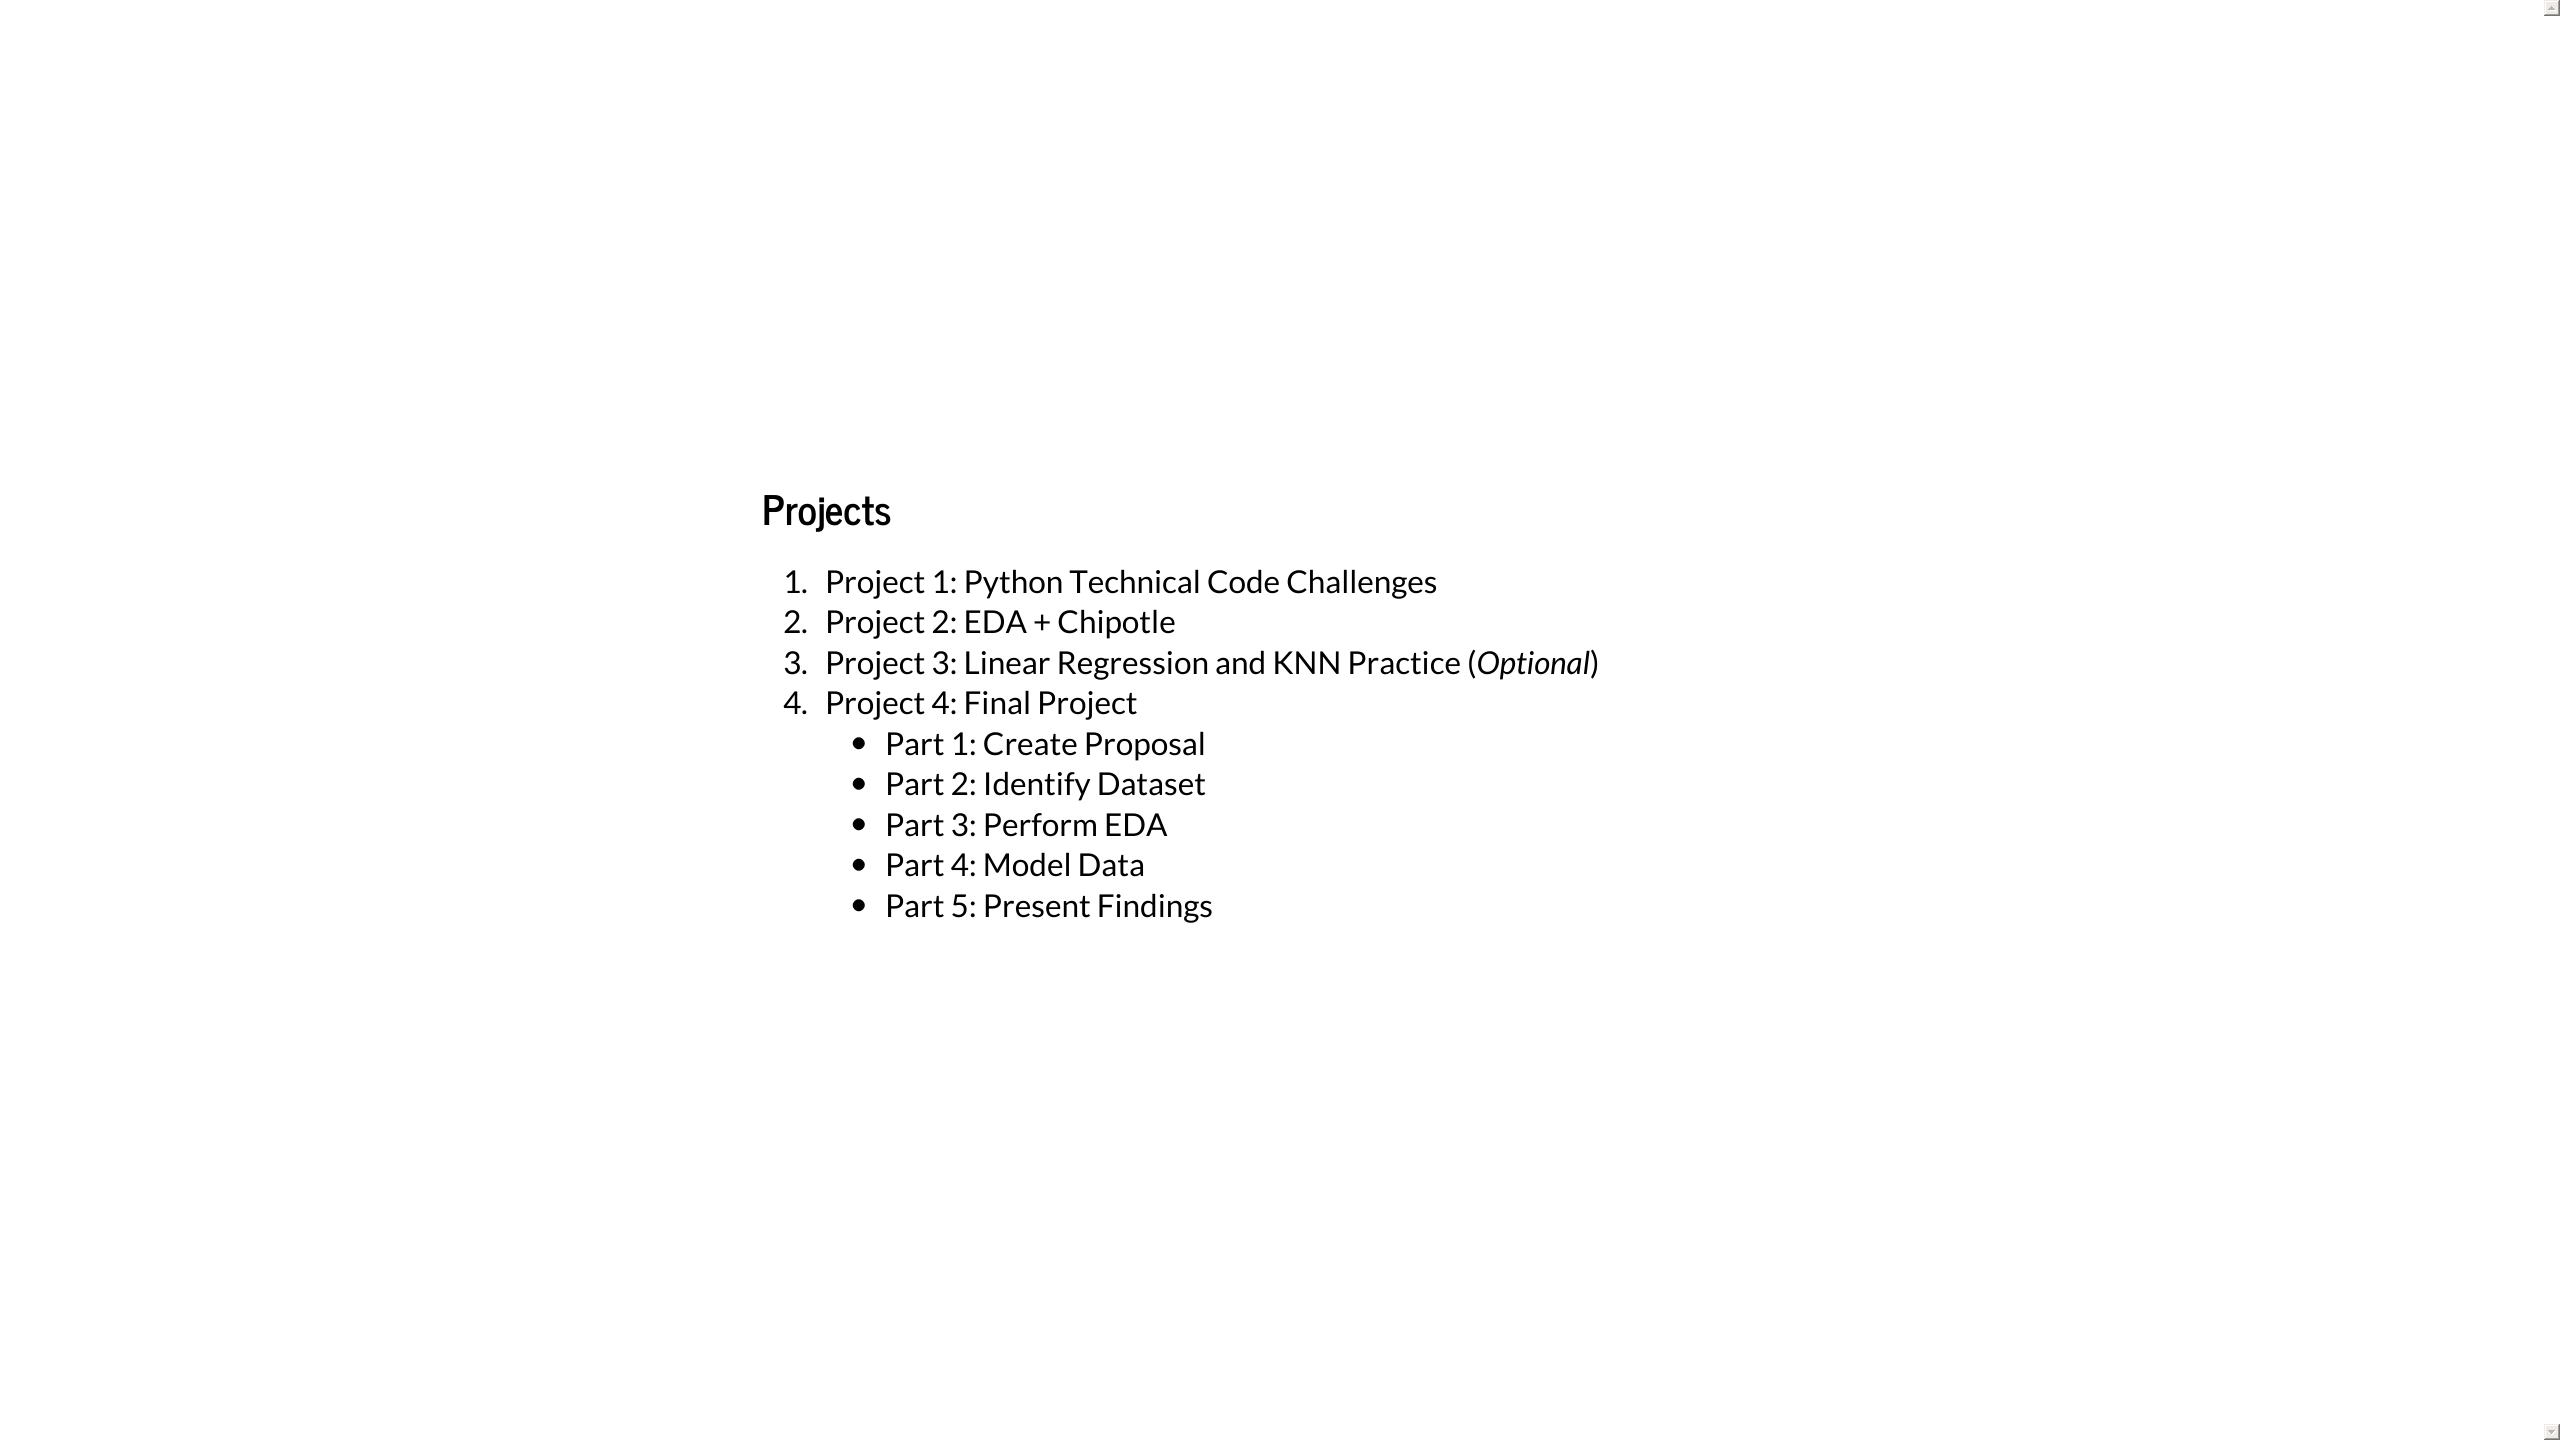 Projects
1. Project 1: Python Technical Code Challenges
2. Project 2: EDA + Chipotle
3. Project 3: Linear Regression and KNN Practice (Optional)
4. Project 4: Final Project
• Part 1: Create Proposal
• Part 2: Identify Dataset
• Part 3: Perform EDA
• Part 4: Model Data
• Part 5: Present Findings